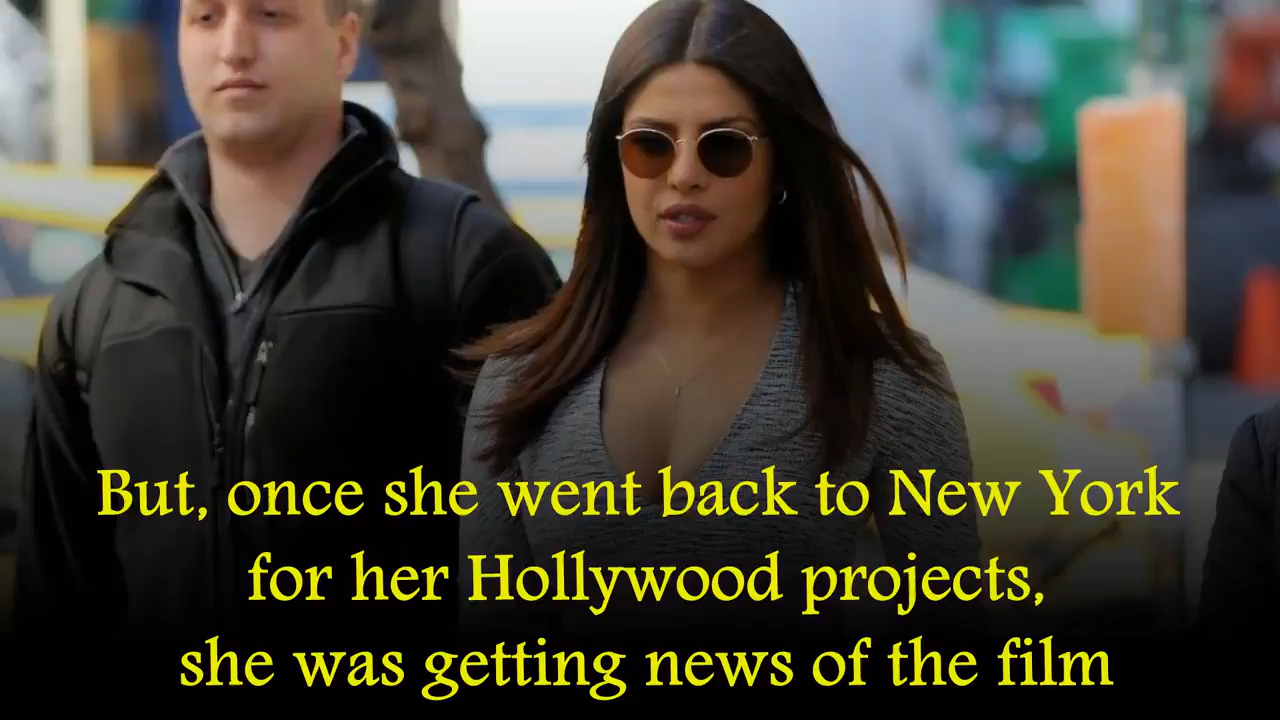 But, once she went back to New York
for her Hollywood projects,
she was getting news of the film